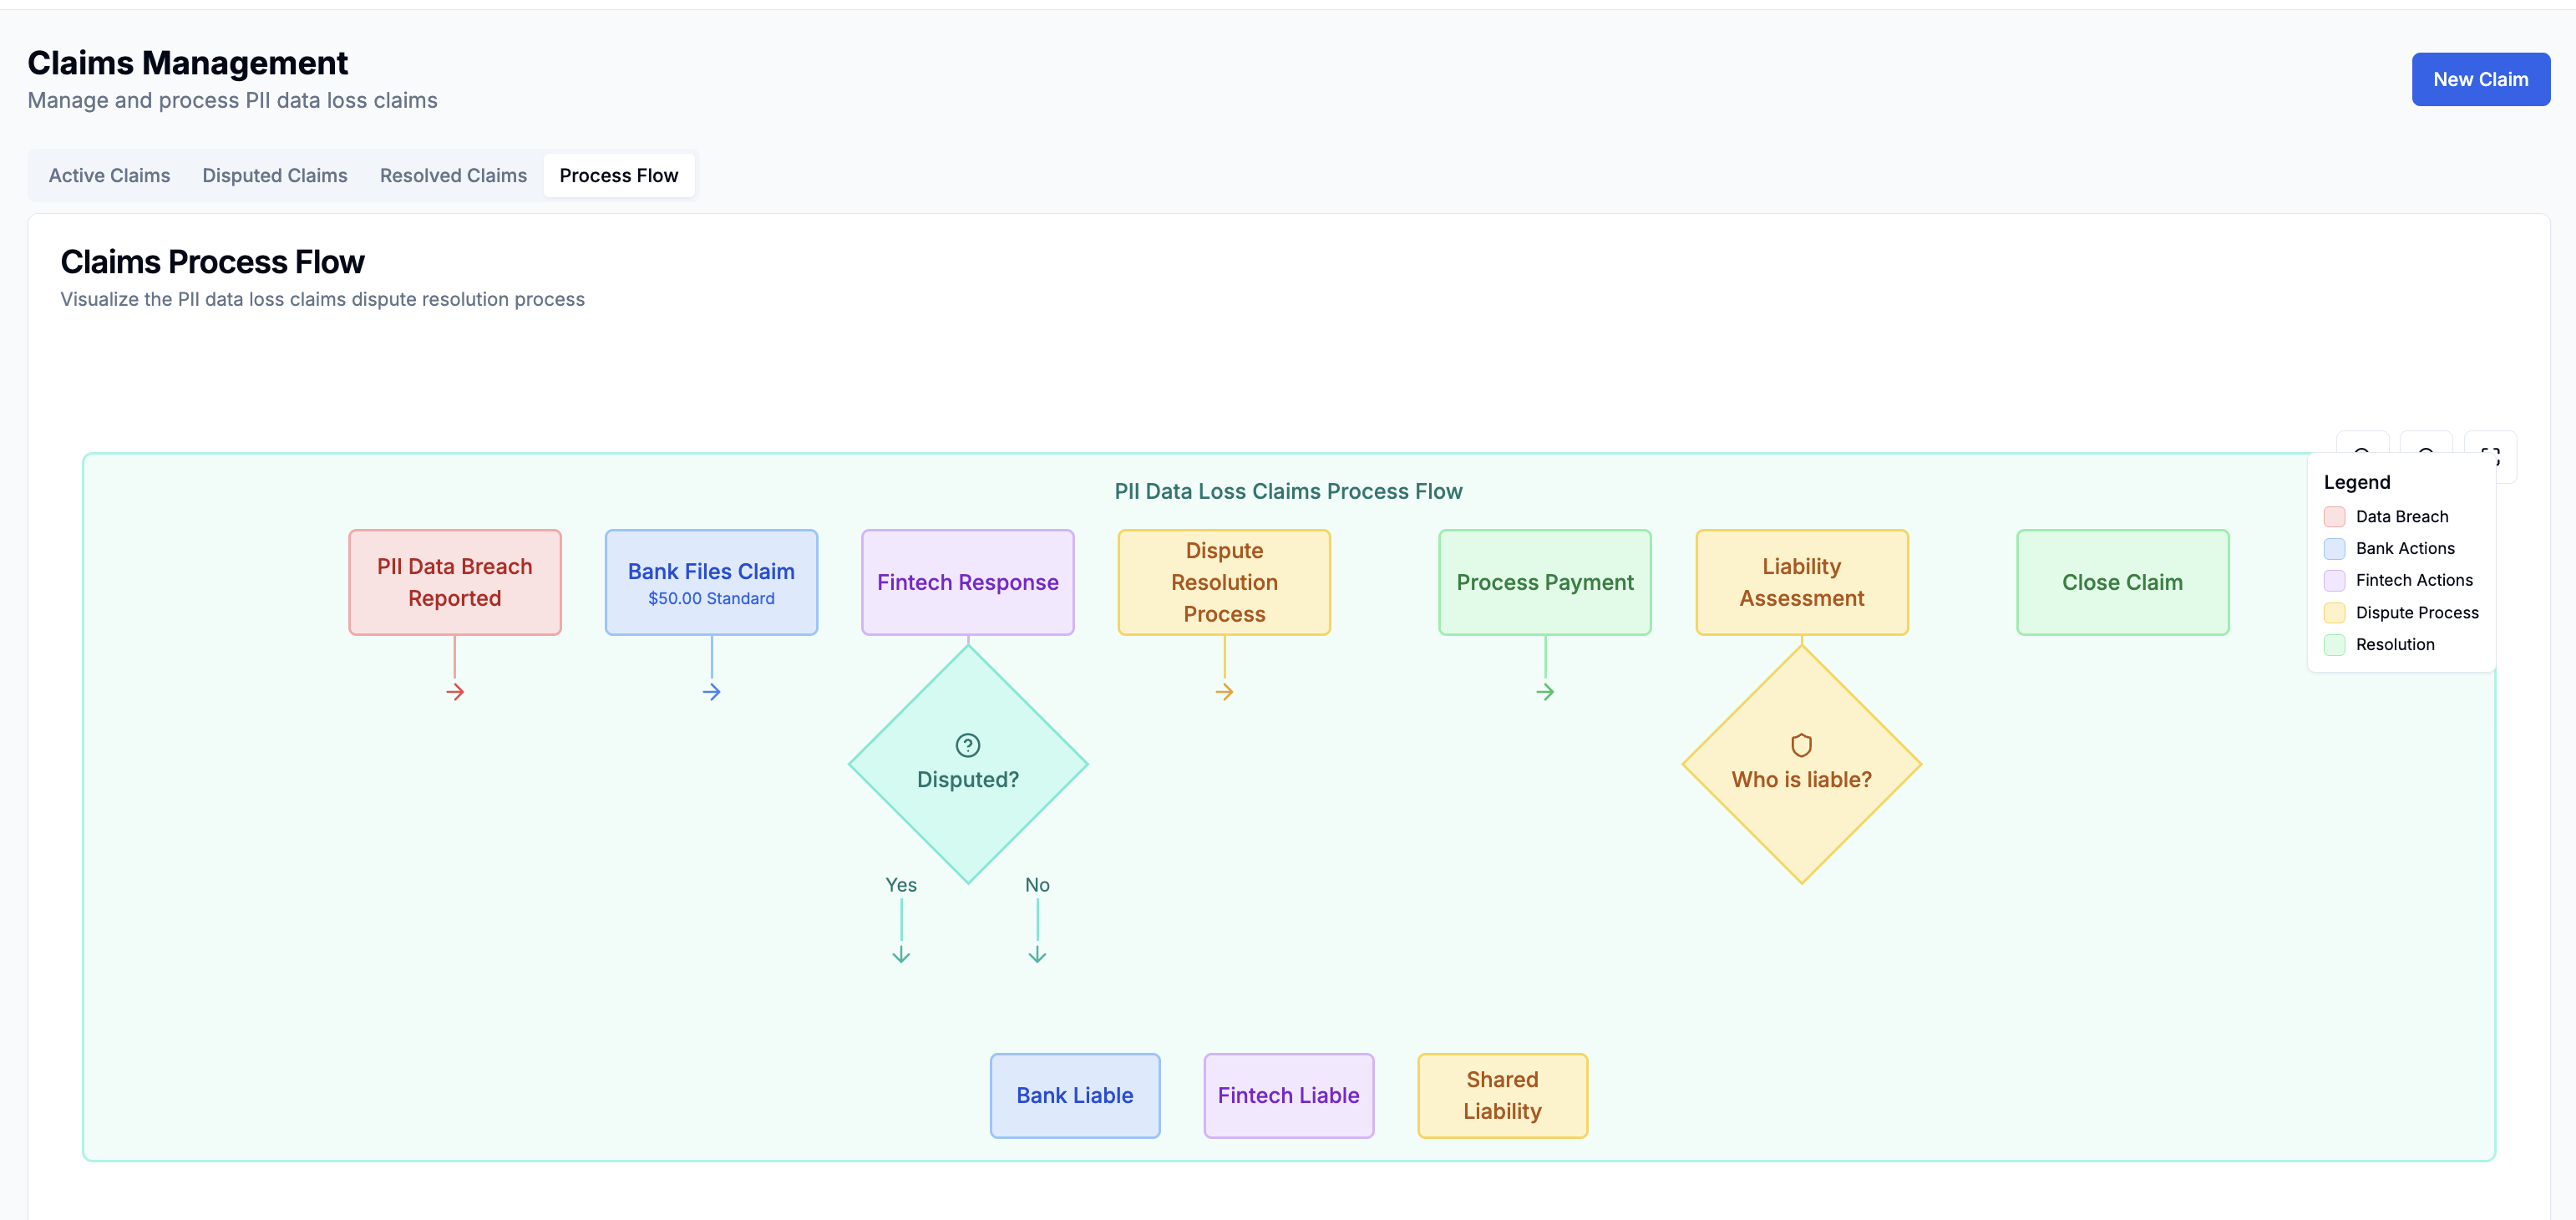 Claims Management
Manage and process PII data loss claims
New Claim
Active Claims
Disputed Claims
Resolved Claims
Process Flow
Claims Process Flow
Visualize the PII data loss claims dispute resolution process
PII Data Loss Claims Process Flow
Legend
Data Breach
Bank Actions
Fintech Actions
Dispute Process
Resolution
PII Data Breach
Reported
Bank Files Claim
$50.00 Standard
Fintech Response
Dispute
Resolution
Process
Process Payment
Liability
Assessment
Close Claim
Disputed?
Who is liable?
Yes
No
Bank Liable
Fintech Liable
Shared
Liability